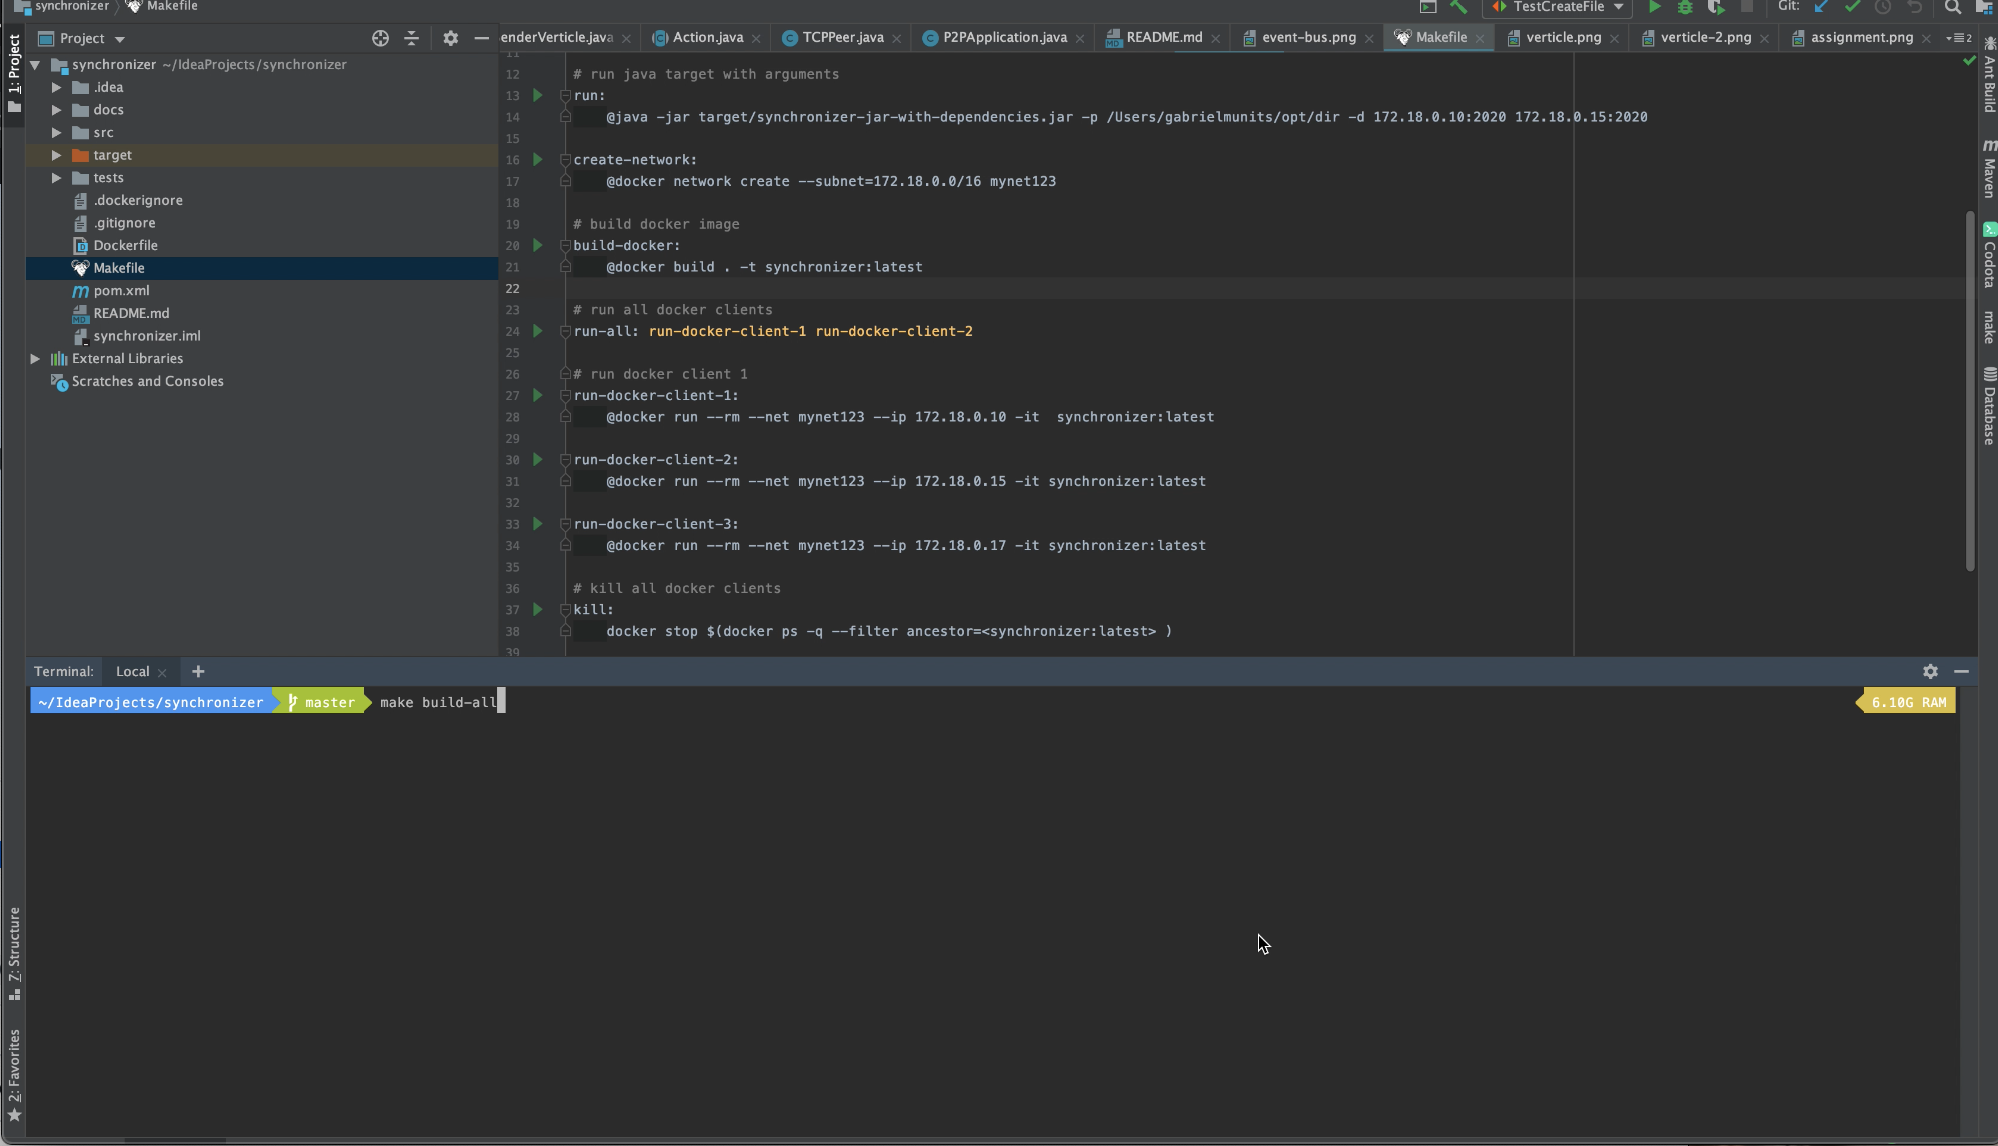 synchronizer
Makefile
TestCreateFile
Git:
1: Project
Project
enderVerticle.java
Action.java
TCPPeer.java
P2PApplication.java
README.md
event-bus.png
Makefile
verticle.png
verticle-2.png
assignment.png
2
synchronizer ~/IdeaProjects/synchronizer
.idea
docs
src
target
tests
.dockerignore
.gitignore
Dockerfile
Makefile
pom.xml
README.md
synchronizer.iml
External Libraries
Scratches and Consoles
11
12 # run java target with arguments
13 run:
14 @java -jar target/synchronizer-jar-with-dependencies.jar -p /Users/gabrielmunits/opt/dir -d 172.18.0.10:2020 172.18.0.15:2020
15
16 create-network:
17 @docker network create --subnet=172.18.0.0/16 mynet123
18
19 # build docker image
20 build-docker:
21 @docker build . -t synchronizer:latest
22
23 # run all docker clients
24 run-all: run-docker-client-1 run-docker-client-2
25
26 # run docker client 1
27 run-docker-client-1:
28 @docker run --rm --net mynet123 --ip 172.18.0.10 -it  synchronizer:latest
29
30 run-docker-client-2:
31 @docker run --rm --net mynet123 --ip 172.18.0.15 -it synchronizer:latest
32
33 run-docker-client-3:
34 @docker run --rm --net mynet123 --ip 172.18.0.17 -it synchronizer:latest
35
36 # kill all docker clients
37 kill:
38 docker stop $(docker ps -q --filter ancestor=<synchronizer:latest> )
39
Ant Build
m Maven
Codota
make
Database
Terminal:
Local
+
~/IdeaProjects/synchronizer
master
make build-all
6.10G RAM
7: Structure
2: Favorites